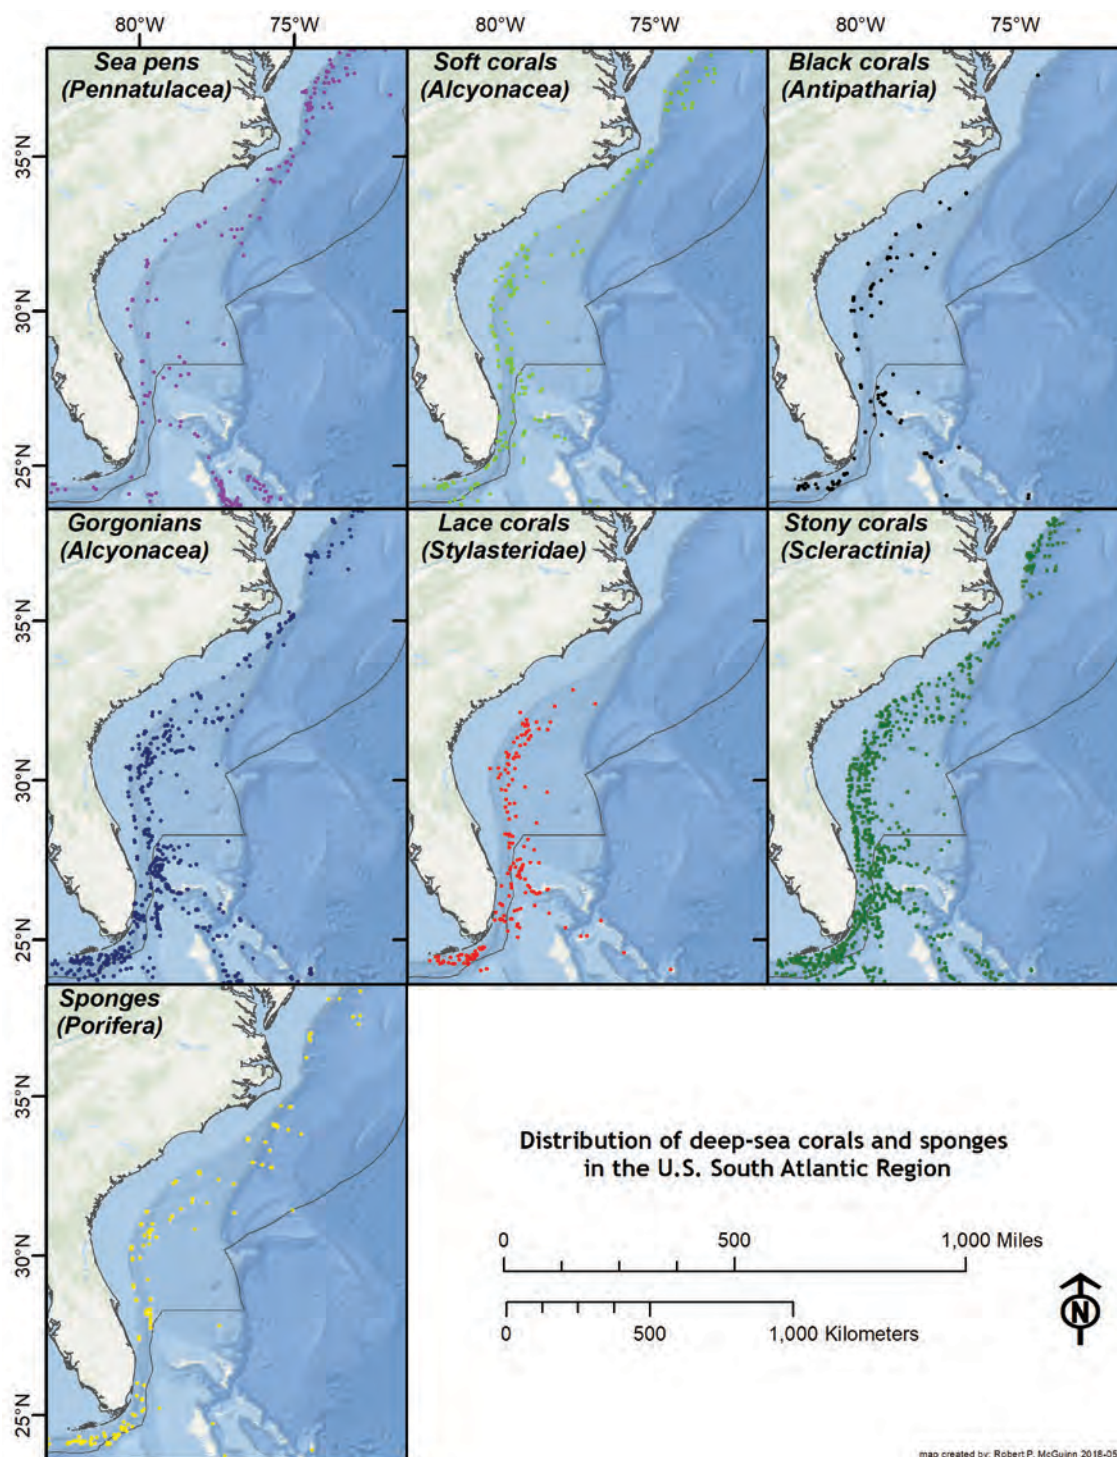 80°W 75°W 80°W 75°W 80°W 75°W
Sea pens
(Pennatulacea)
Soft corals
(Alcyonacea)
Black corals
(Antipatharia)
35°N
30°N
25°N
Gorgonians
(Alcyonacea)
Lace corals
(Stylasteridae)
Stony corals
(Scleractinia)
35°N
30°N
25°N
Sponges
(Porifera)
35°N
30°N
25°N
Distribution of deep-sea corals and sponges
in the U.S. South Atlantic Region
0 500 1,000 Miles
0 500 1,000 Kilometers
N
map created by: Robert P. McGuinn 2018-05